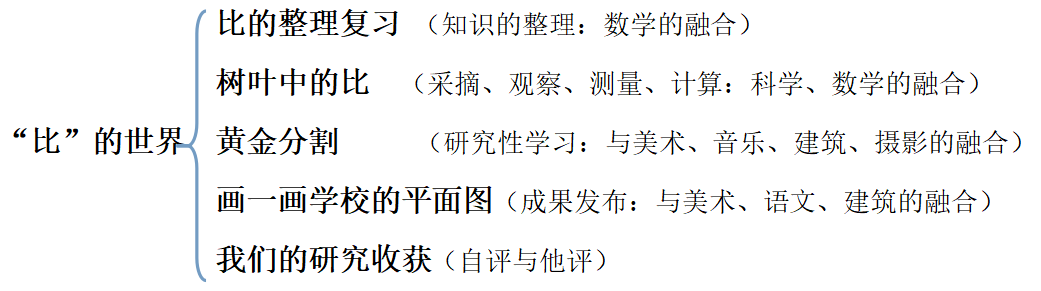 比的整理复习 （知识的整理：数学的融合）
树叶中的比 （采摘、观察、测量、计算：科学、数学的融合）
“比”的世界
黄金分割 （研究性学习：与美术、音乐、建筑、摄影的融合）
画一画学校的平面图（成果发布：与美术、语文、建筑的融合）
我们的研究收获（自评与他评）